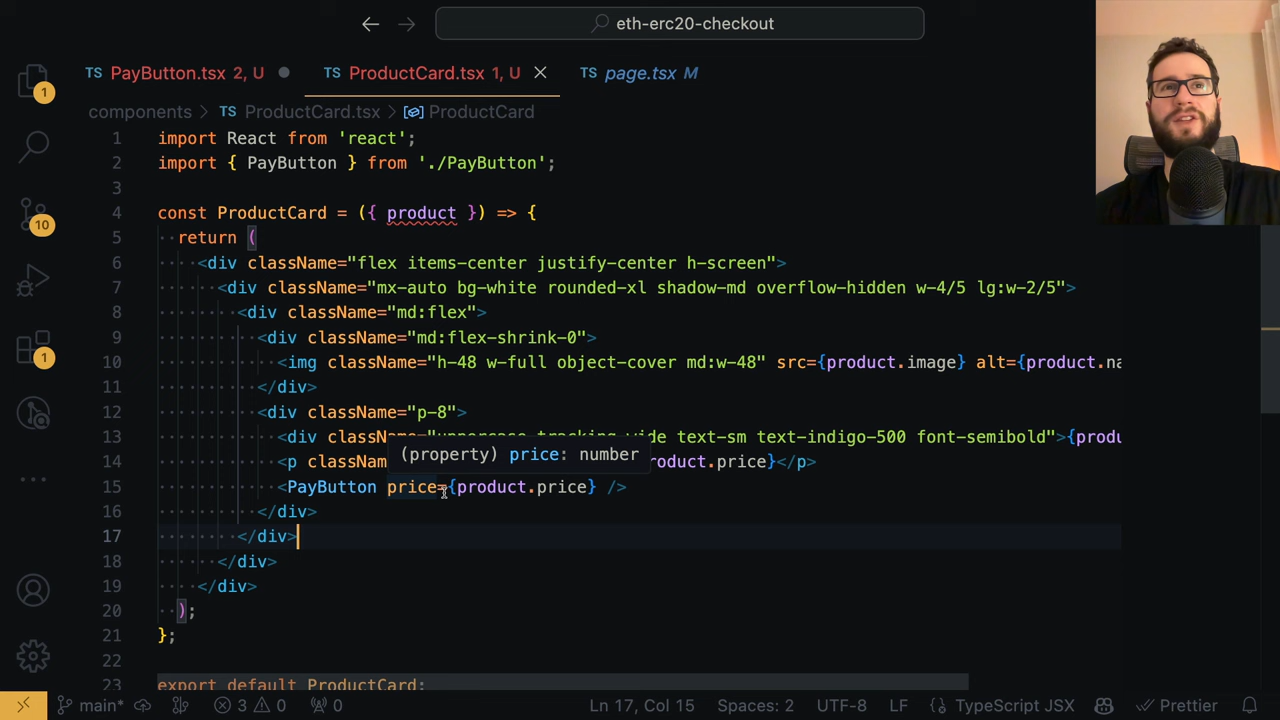 eth-erc20-checkout
TS PayButton.tsx 2, U TS ProductCard.tsx 1, U TS page.tsx M
components > TS ProductCard.tsx > ProductCard
1 import React from 'react';
2 import { PayButton } from './PayButton';
3
4 const ProductCard = ({ product }) => {
5 return (
6 <div className="flex items-center justify-center h-screen">
7 <div className="mx-auto bg-white rounded-xl shadow-md overflow-hidden w-4/5 lg:w-2/5">
8 <div className="md:flex">
9 <div className="md:flex-shrink-0">
10 <img className="h-48 w-full object-cover md:w-48" src={product.image} alt={product.na
11 </div>
12 <div className="p-8">
13 <div className="uppercase tracking-wide text-sm text-indigo-500 font-semibold">{produ
(property) price: number
14 <p classNam roduct.price}</p>
15 <PayButton price={product.price} />
16 </div>
17 </div>
18 </div>
19 </div>
20 );
21 };
22
23 export default ProductCard;
1
10
1
main* 3 0 0 Ln 17, Col 15 Spaces: 2 UTF-8 LF {} TypeScript JSX Prettier